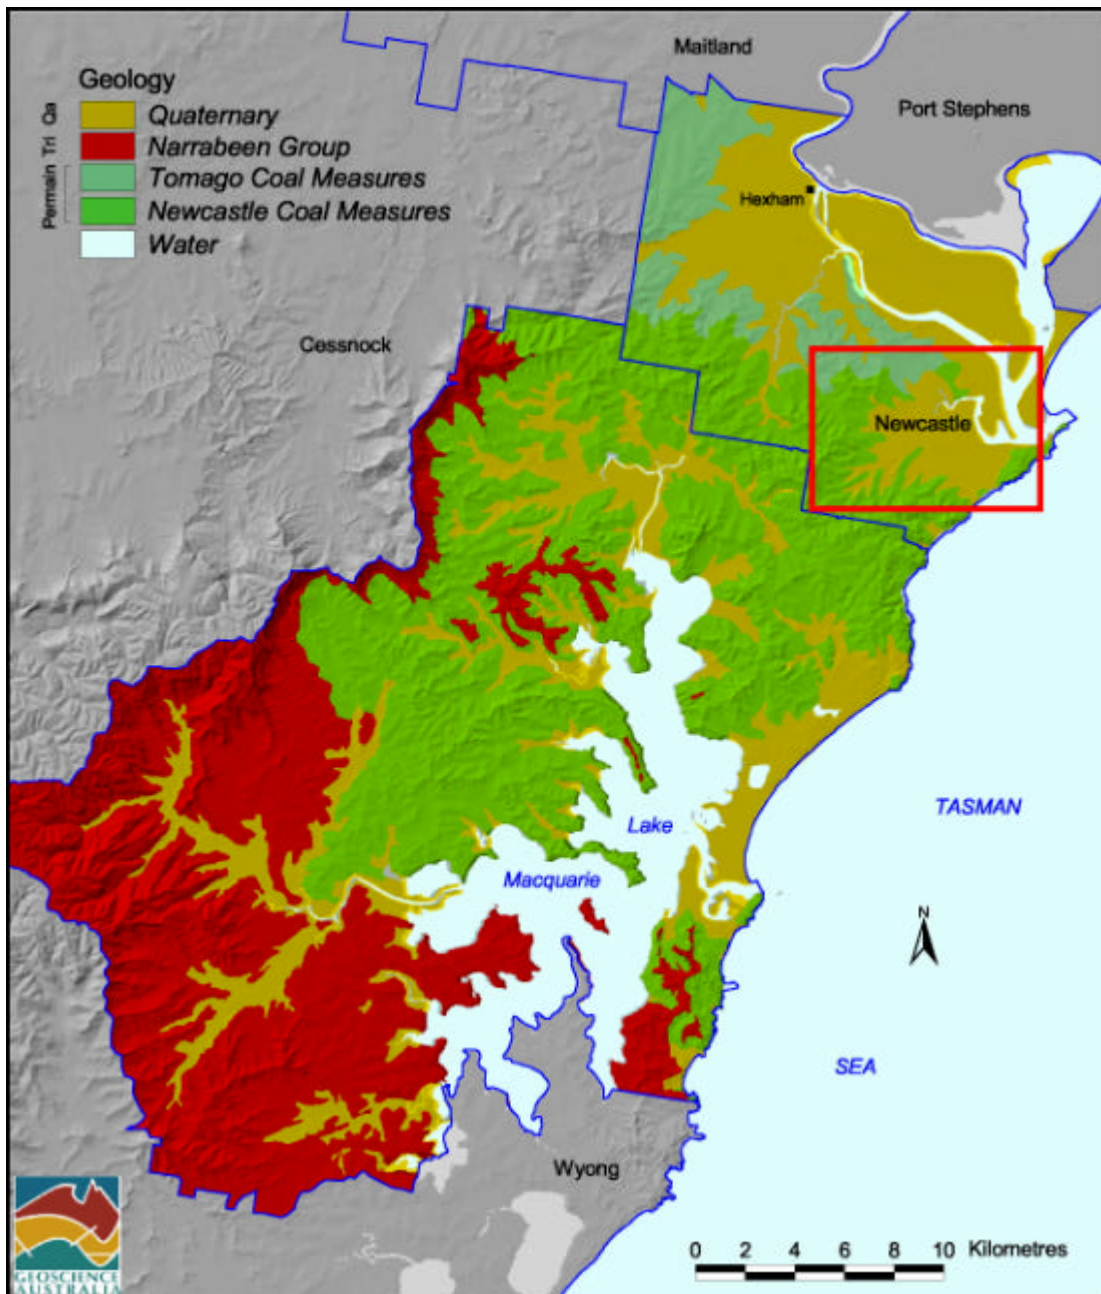 Maitland
Geology
Qa
Quaternary
Port Stephens
Tri
Narrabeen Group
Permain
Tomago Coal Measures
Hexham
Newcastle Coal Measures
Water
Cessnock
Newcastle
TASMAN
Lake
Macquarie
N
SEA
Wyong
0 2 4 6 8 10 Kilometres
GEOSCIENCE
AUSTRALIA